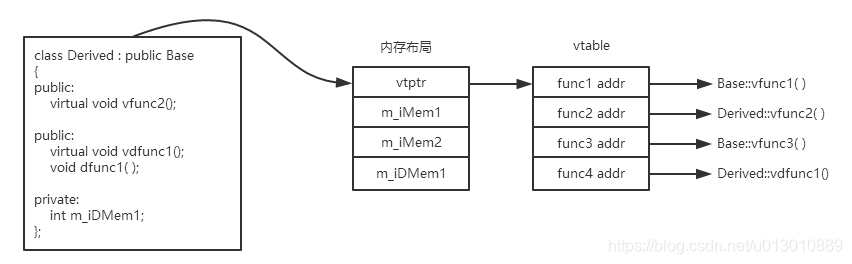 class Derived : public Base
{
public:
virtual void vfunc2();
public:
virtual void vdfunc1();
void dfunc1( );
private:
int m_iDMem1;
};
内存布局
vtptr
m_iMem1
m_iMem2
m_iDMem1
vtable
func1 addr
func2 addr
func3 addr
func4 addr
Base::vfunc1( )
Derived::vfunc2( )
Base::vfunc3( )
Derived::vdfunc1()
https://blog.csdn.net/u013010889